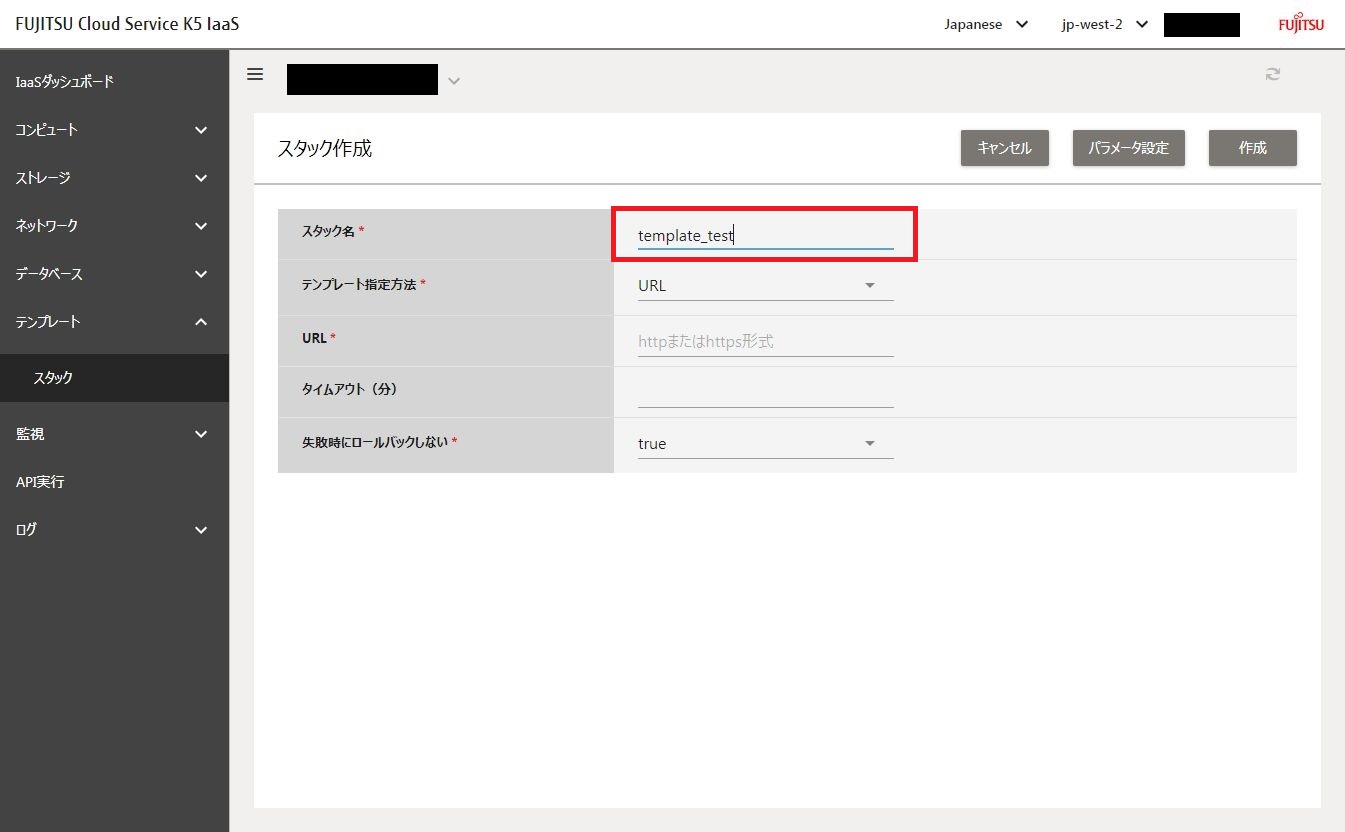 FUJITSU Cloud Service K5 IaaS
Japanese
jp-west-2
FUJITSU
IaaSダッシュボード
コンピュート
ストレージ
ネットワーク
データベース
テンプレート
スタック
監視
API実行
ログ
スタック作成
キャンセル
パラメータ設定
作成
スタック名 *
template_test
テンプレート指定方法 *
URL
URL *
httpまたはhttps形式
タイムアウト（分）
失敗時にロールバックしない *
true